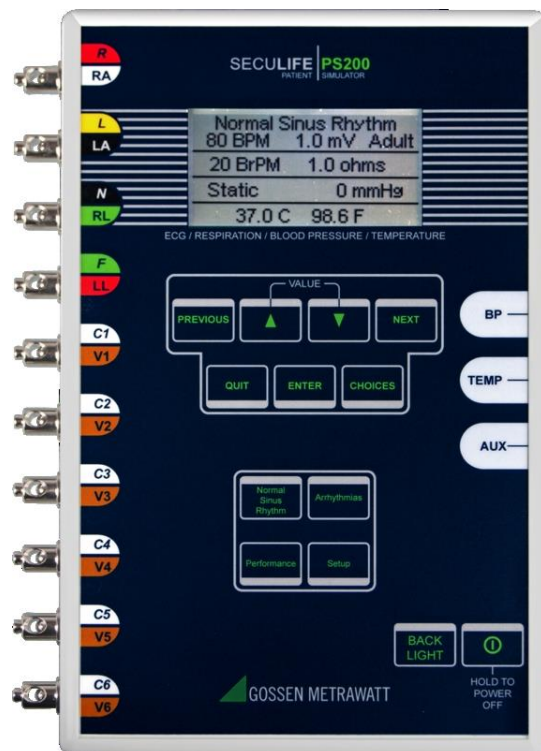 R
RA
L
LA
N
RL
F
LL
C1
V1
C2
V2
C3
V3
C4
V4
C5
V5
C6
V6
SECULIFE PS200
PATIENT SIMULATOR
Normal Sinus Rhythm
80 BPM 1.0 mV Adult
20 BrPM 1.0 ohms
Static 0 mmHg
37.0 C 98.6 F
ECG / RESPIRATION / BLOOD PRESSURE / TEMPERATURE
VALUE
PREVIOUS ▲ ▼ NEXT
QUIT ENTER CHOICES
BP
TEMP
AUX
Normal
Sinus
Rhythm
Arrhythmias
Performance Setup
BACK
LIGHT
HOLD TO
POWER
OFF
GOSSEN METRAWATT